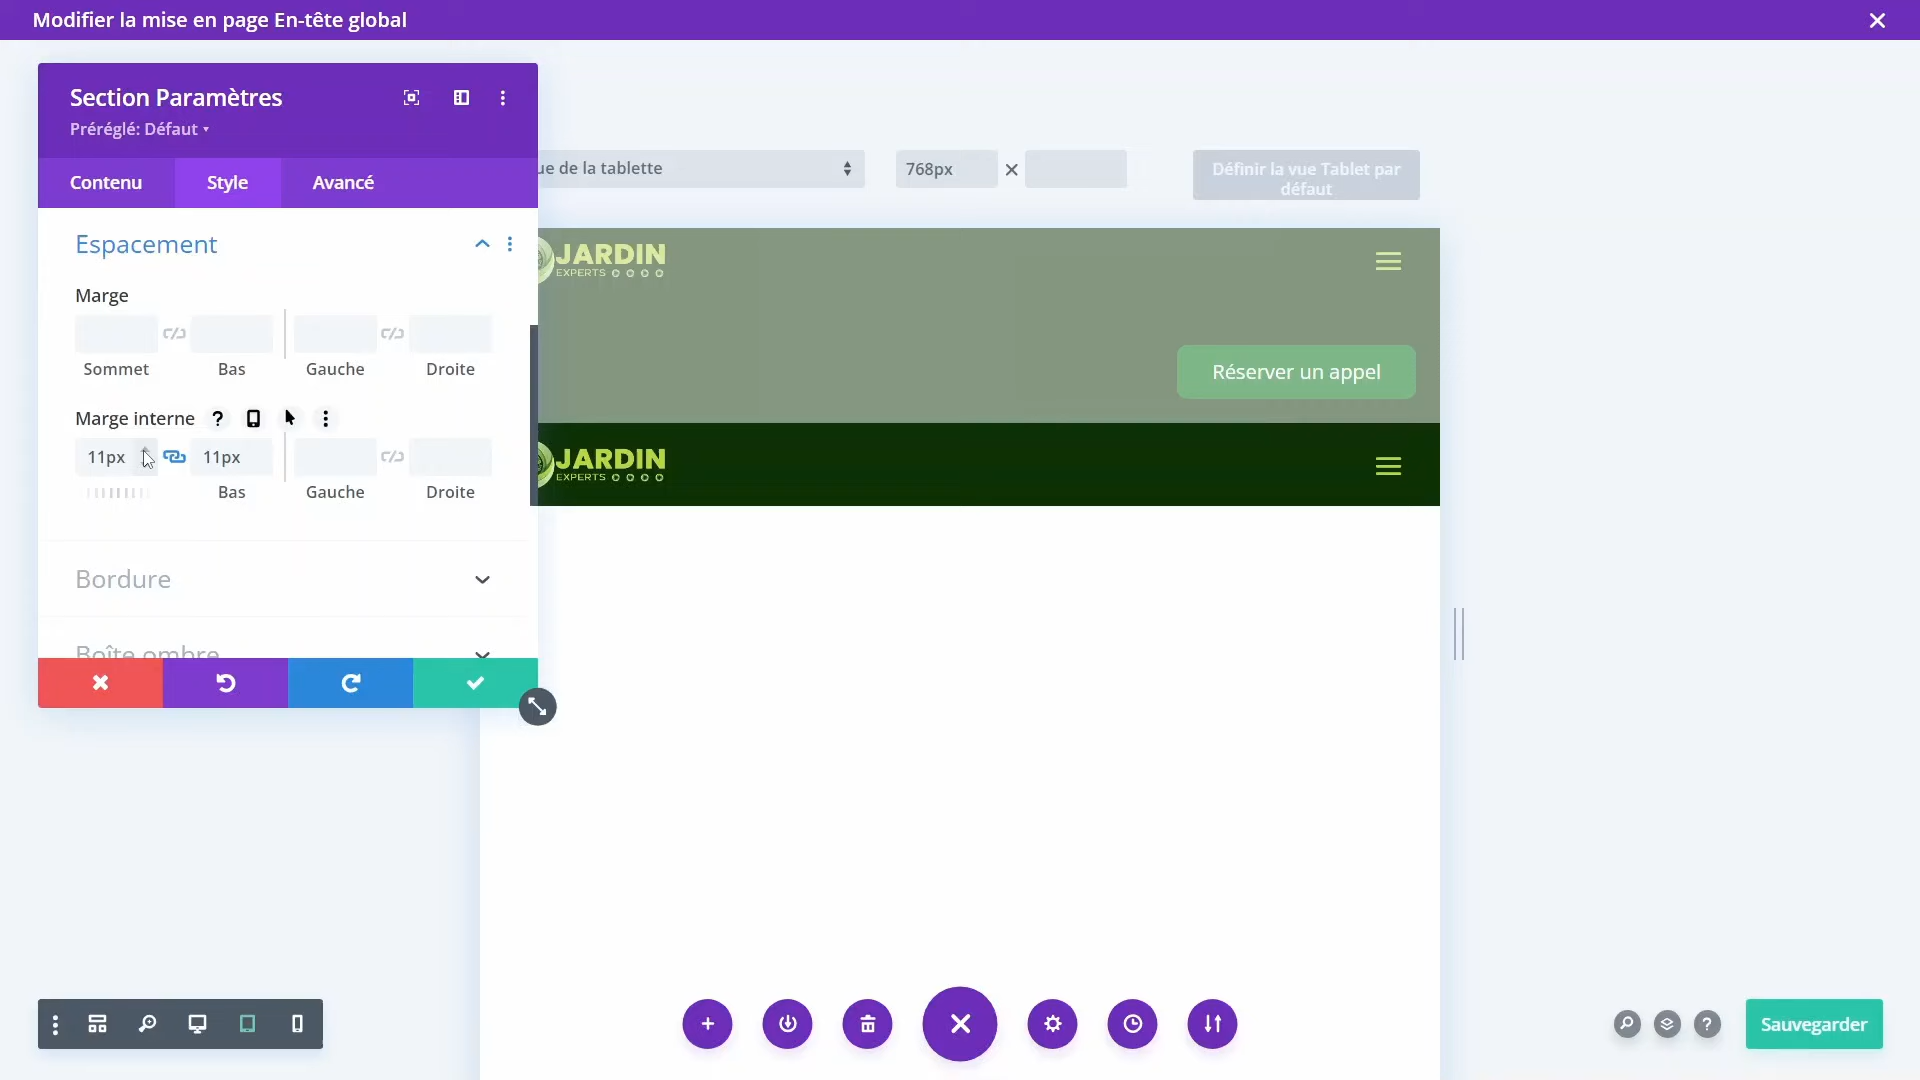 Modifier la mise en page En-tête global
Section Paramètres
Préréglé: Défaut
Contenu Style Avancé
ue de la tablette
768px
Définir la vue Tablet par
défaut
Espacement
Marge
Sommet Bas Gauche Droite
Marge interne ?
11px 11px
Bas Gauche Droite
Bordure
Boîte ombre
JARDIN
EXPERTS
Réserver un appel
JARDIN
EXPERTS
?
Sauvegarder